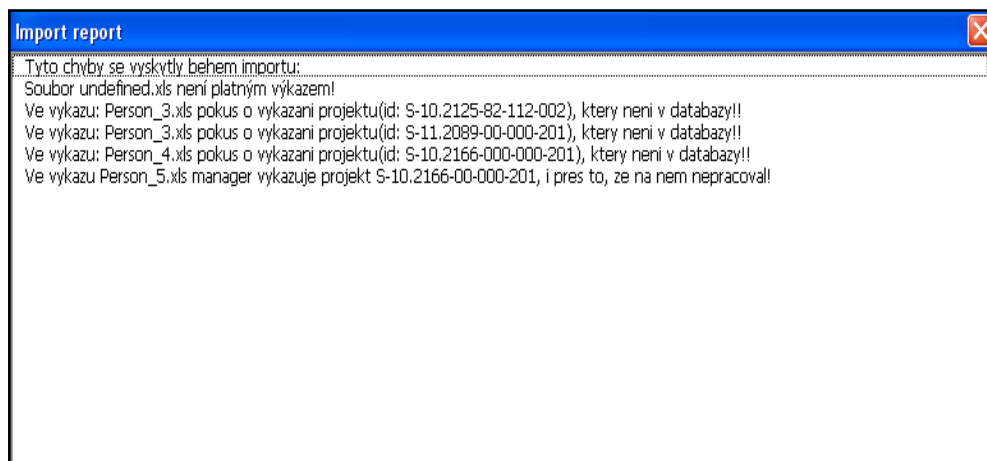 Import report
Tyto chyby se vyskytly behem importu:
Soubor undefined.xls není platným výkazem!
Ve vykazu: Person_3.xls pokus o vykazani projektu(id: S-10.2125-82-112-002), ktery neni v databazy!!
Ve vykazu: Person_3.xls pokus o vykazani projektu(id: S-11.2089-00-000-201), ktery neni v databazy!!
Ve vykazu: Person_4.xls pokus o vykazani projektu(id: S-10.2166-000-000-201), ktery neni v databazy!!
Ve vykazu Person_5.xls manager vykazuje projekt S-10.2166-00-000-201, i pres to, ze na nem nepracoval!